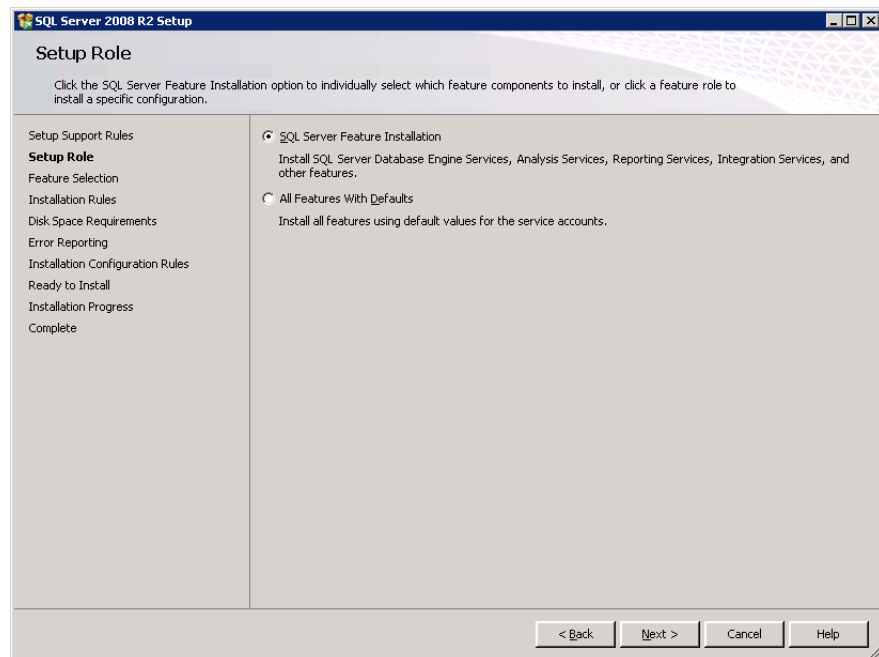 SQL Server 2008 R2 Setup
Setup Role
Click the SQL Server Feature Installation option to individually select which feature components to install, or click a feature role to
install a specific configuration.
Setup Support Rules
Setup Role
Feature Selection
Installation Rules
Disk Space Requirements
Error Reporting
Installation Configuration Rules
Ready to Install
Installation Progress
Complete
SQL Server Feature Installation
Install SQL Server Database Engine Services, Analysis Services, Reporting Services, Integration Services, and
other features.
All Features With Defaults
Install all features using default values for the service accounts.
< Back
Next >
Cancel
Help